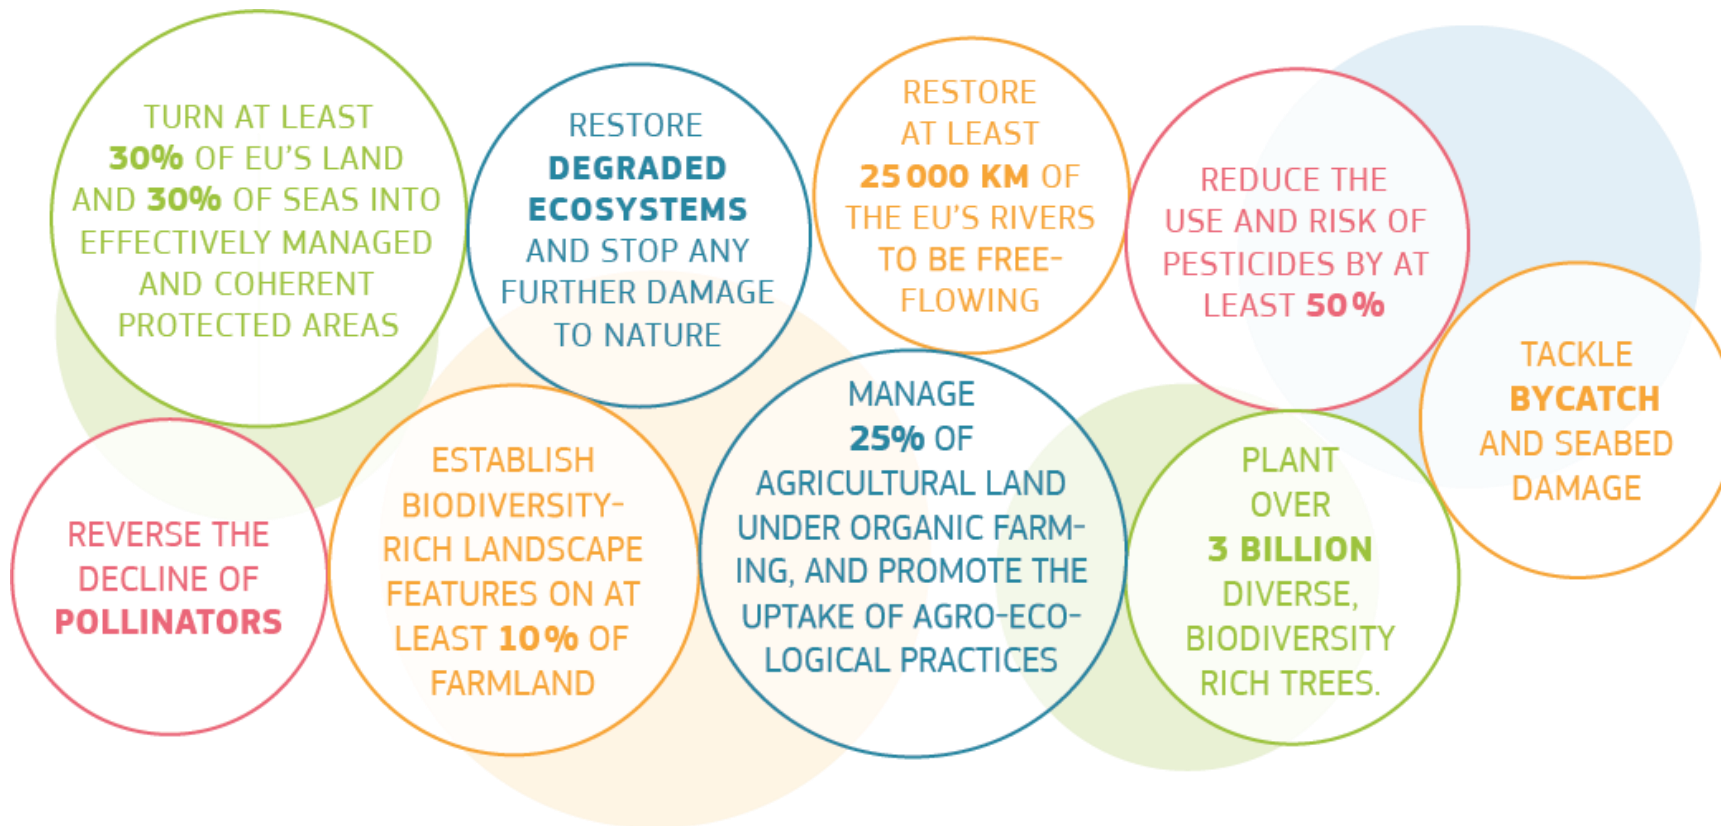 TURN AT LEAST
30% OF EU'S LAND
AND 30% OF SEAS INTO
EFFECTIVELY MANAGED
AND COHERENT
PROTECTED AREAS
RESTORE
DEGRADED
ECOSYSTEMS
AND STOP ANY
FURTHER DAMAGE
TO NATURE
RESTORE
AT LEAST
25 000 KM OF
THE EU'S RIVERS
TO BE FREE-
FLOWING
REDUCE THE
USE AND RISK OF
PESTICIDES BY AT
LEAST 50%
TACKLE
BYCATCH
AND SEABED
DAMAGE
REVERSE THE
DECLINE OF
POLLINATORS
ESTABLISH
BIODIVERSITY-
RICH LANDSCAPE
FEATURES ON AT
LEAST 10% OF
FARMLAND
MANAGE
25% OF
AGRICULTURAL LAND
UNDER ORGANIC FARM-
ING, AND PROMOTE THE
UPTAKE OF AGRO-ECO-
LOGICAL PRACTICES
PLANT
OVER
3 BILLION
DIVERSE,
BIODIVERSITY
RICH TREES.